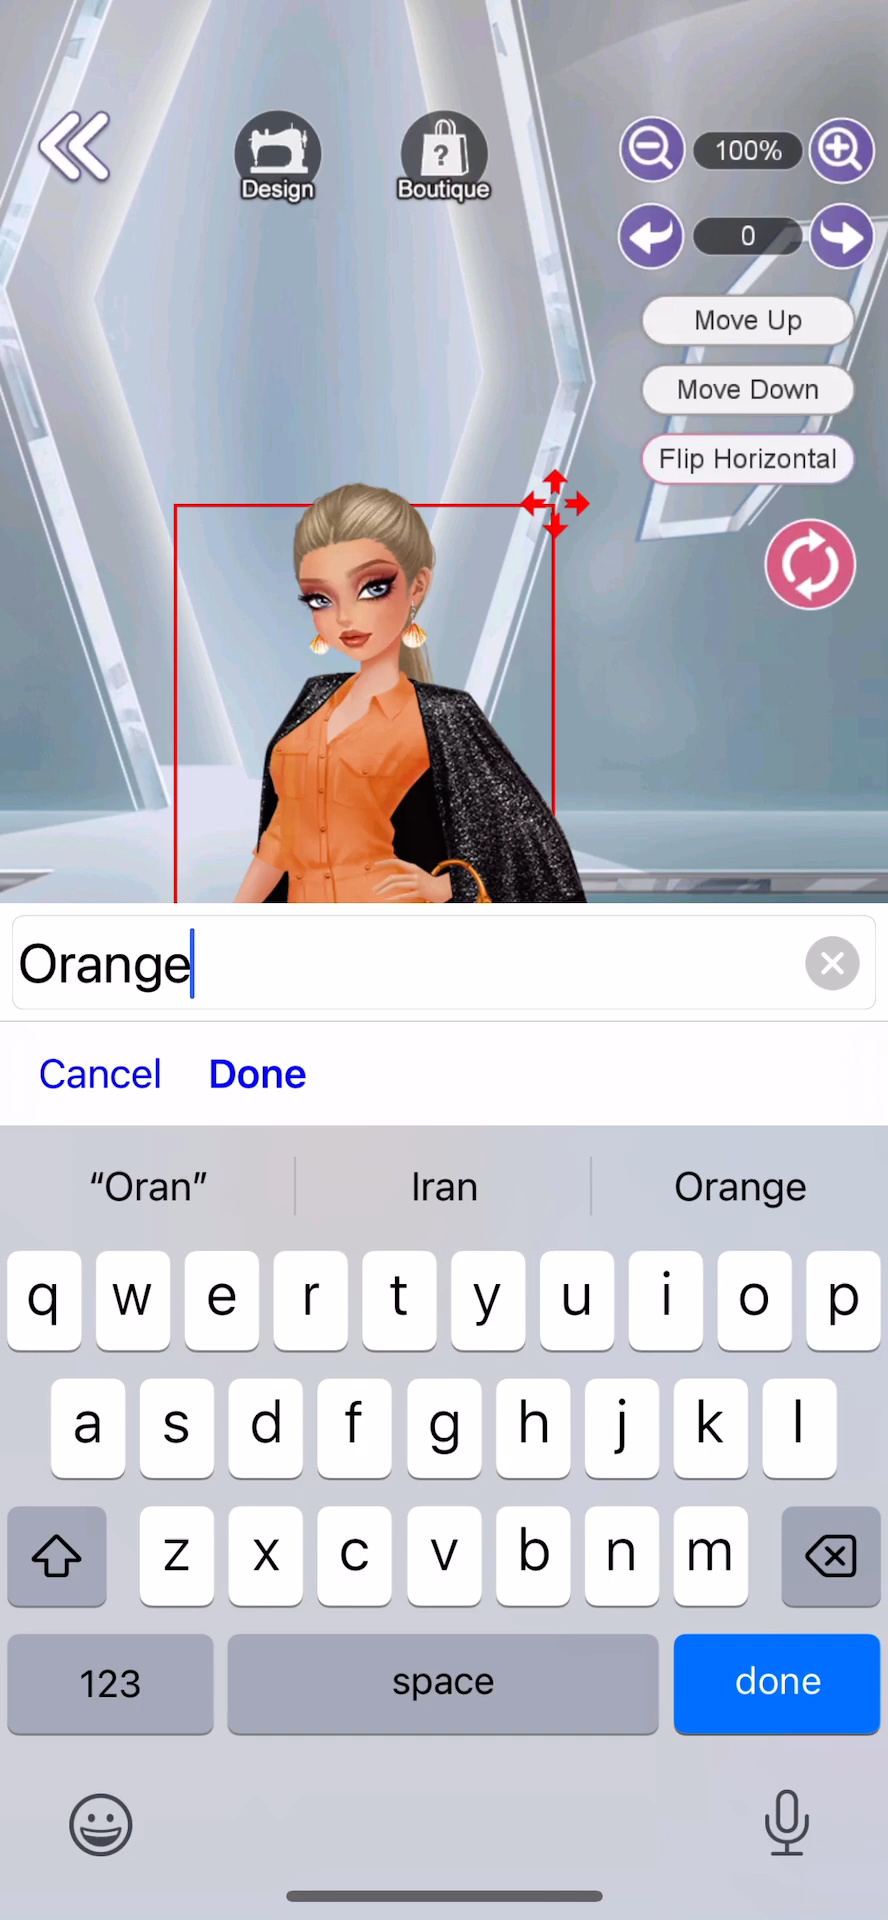 Design
?
Boutique
100%
0
Move Up
Move Down
Flip Horizontal
Orange
Cancel Done
“Oran” Iran Orange
q w e r t y u i o p
a s d f g h j k l
z x c v b n m
123 space done